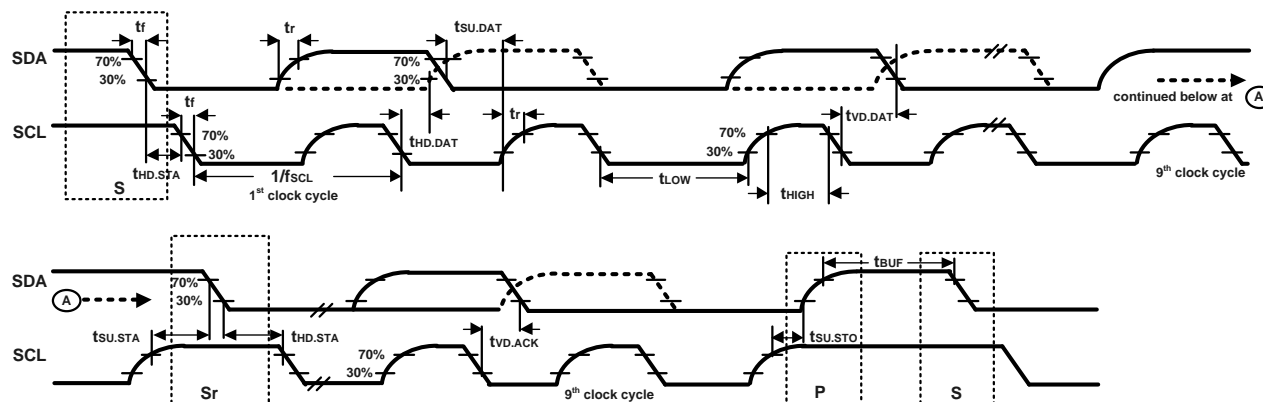 tf
tr
tSU.DAT
SDA
70%
30%
70%
30%
continued below at
A
tf
tr
tVD.DAT
SCL
70%
30%
tHD.DAT
70%
30%
tHD.STA
1/fSCL
tLOW
tHIGH
S
1st clock cycle
9th clock cycle
SDA
70%
30%
A
tBUF
tSU.STA
tHD.STA
tVD.ACK
tSU.STO
SCL
70%
30%
Sr
9th clock cycle
P
S